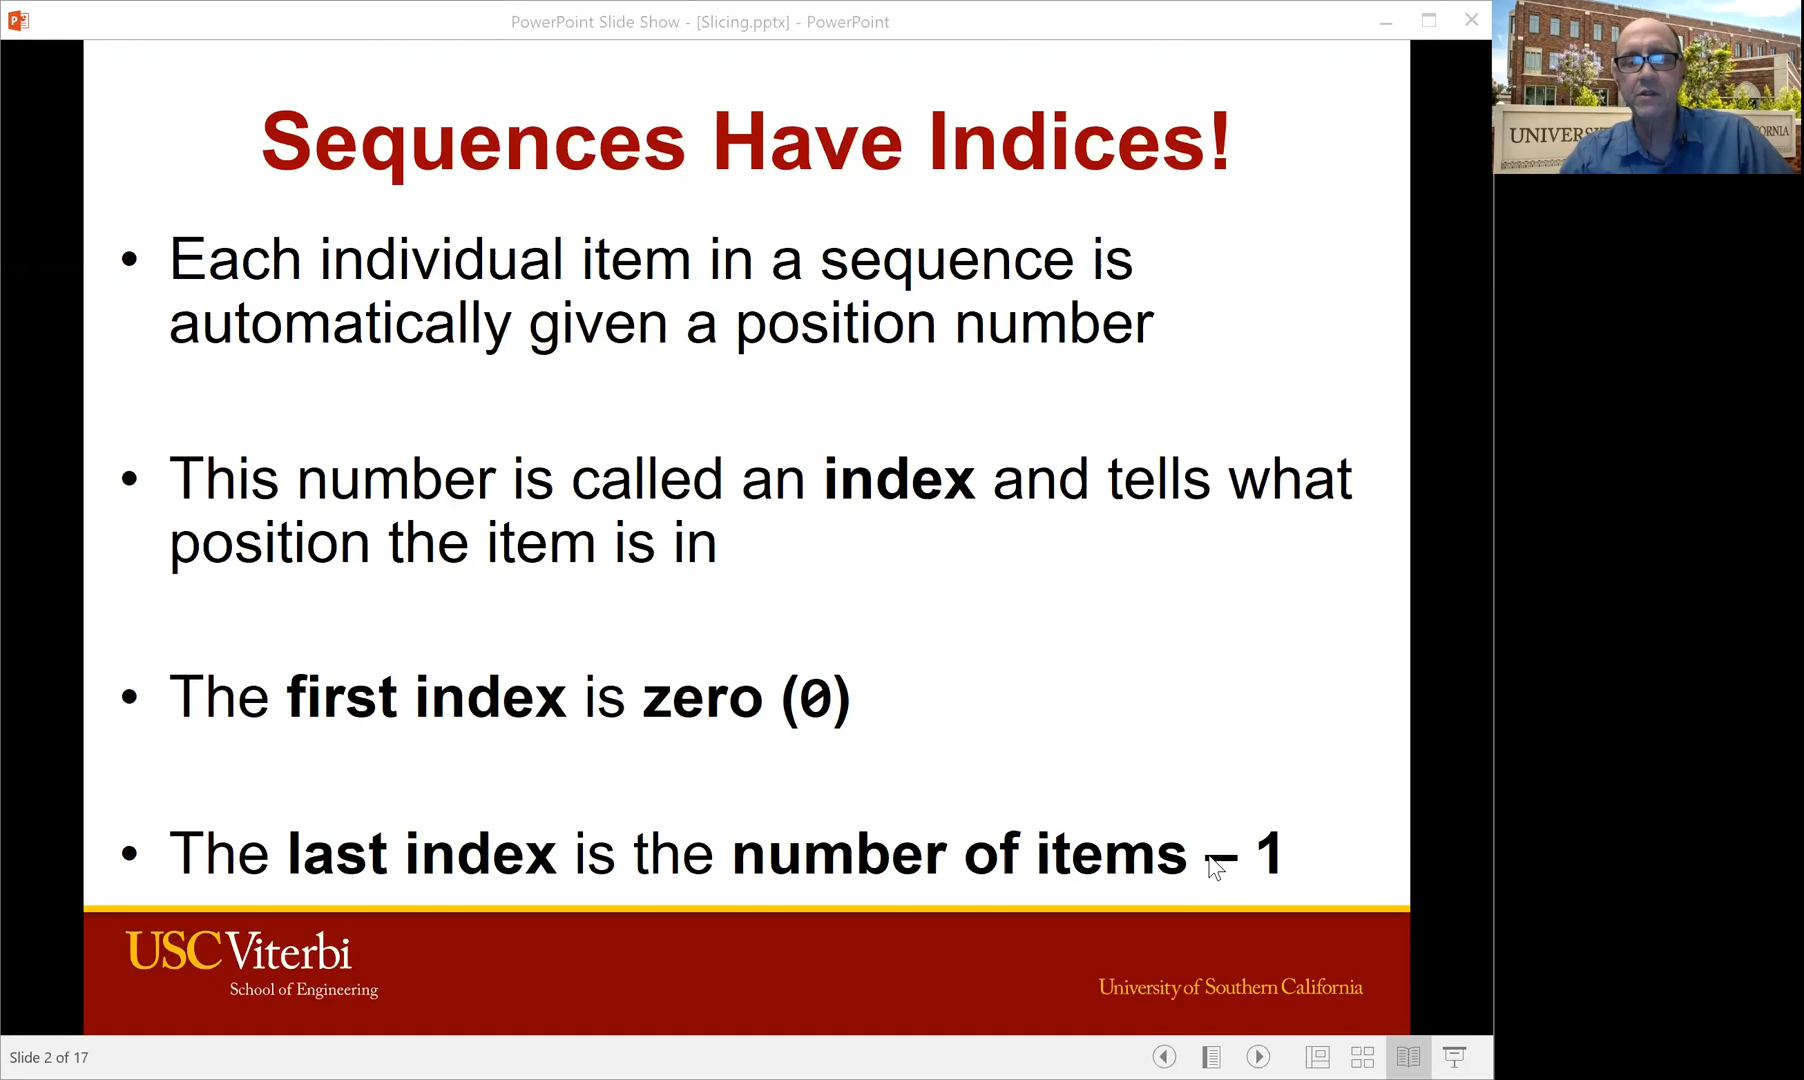 PowerPoint Slide Show - [Slicing.pptx] - PowerPoint
Sequences Have Indices!
• Each individual item in a sequence is
automatically given a position number
• This number is called an index and tells what
position the item is in
• The first index is zero (0)
• The last index is the number of items – 1
USC Viterbi
School of Engineering
University of Southern California
Slide 2 of 17